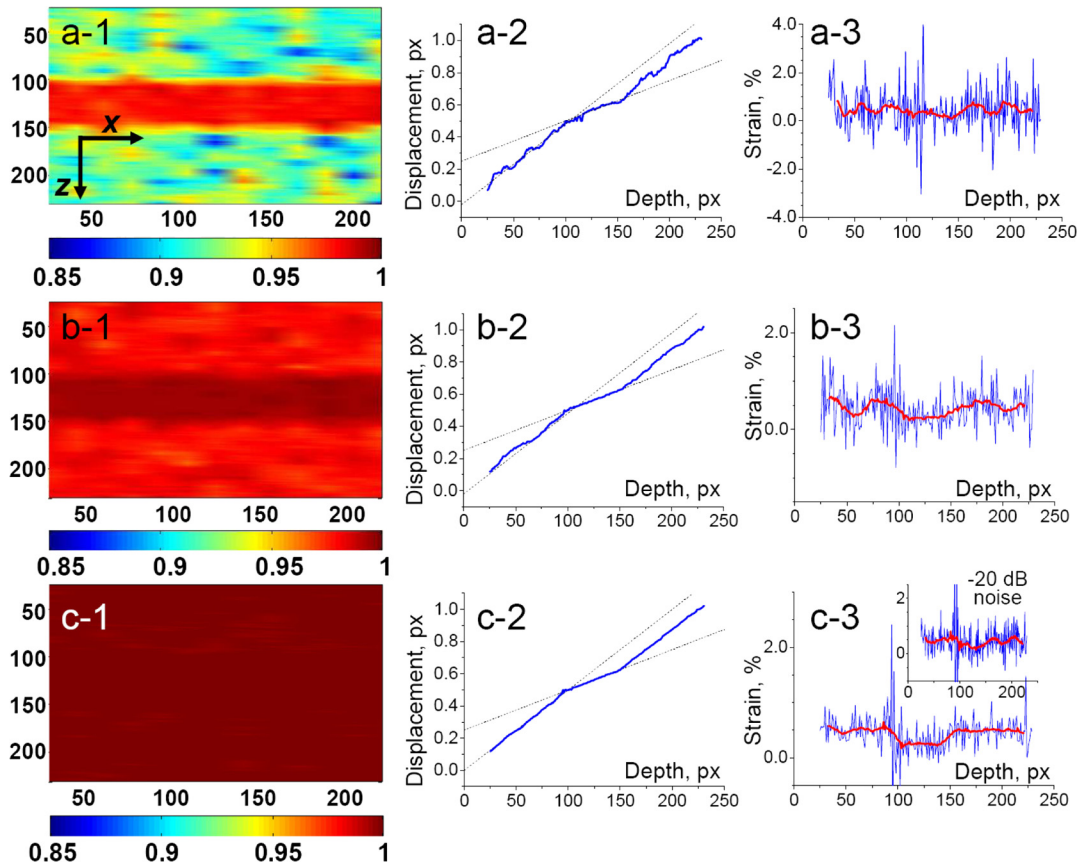 a-1
50
100
150
200
x
z
50 100 150 200
0.85 0.9 0.95 1
a-2
Displacement, px
1.0
0.8
0.6
0.4
0.2
0.0
Depth, px
0 50 100 150 200 250
a-3
Strain, %
4.0
2.0
0.0
-2.0
-4.0
Depth, px
0 50 100 150 200 250
b-1
50
100
150
200
50 100 150 200
0.85 0.9 0.95 1
b-2
Displacement, px
1.0
0.8
0.6
0.4
0.2
0.0
Depth, px
0 50 100 150 200 250
b-3
Strain, %
2.0
0.0
Depth, px
0 50 100 150 200 250
c-1
50
100
150
200
50 100 150 200
0.85 0.9 0.95 1
c-2
Displacement, px
1.0
0.8
0.6
0.4
0.2
0.0
Depth, px
0 50 100 150 200 250
c-3
Strain, %
2.0
0.0
Depth, px
0 50 100 150 200 250
-20 dB
noise
2
0
0 100 200